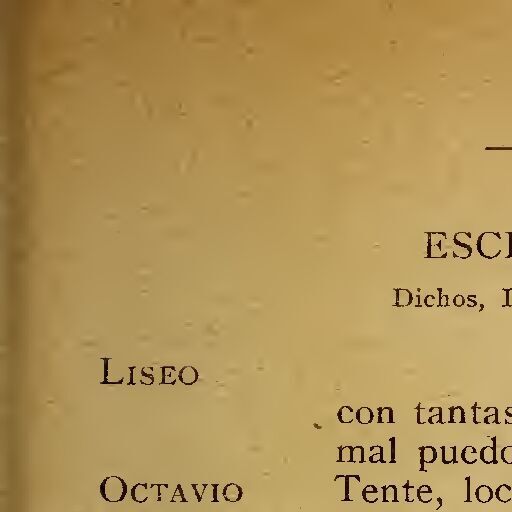 ESC
Dichos,
LISEO
con tantas
mal puedo
OCTAVIO Tente, loc